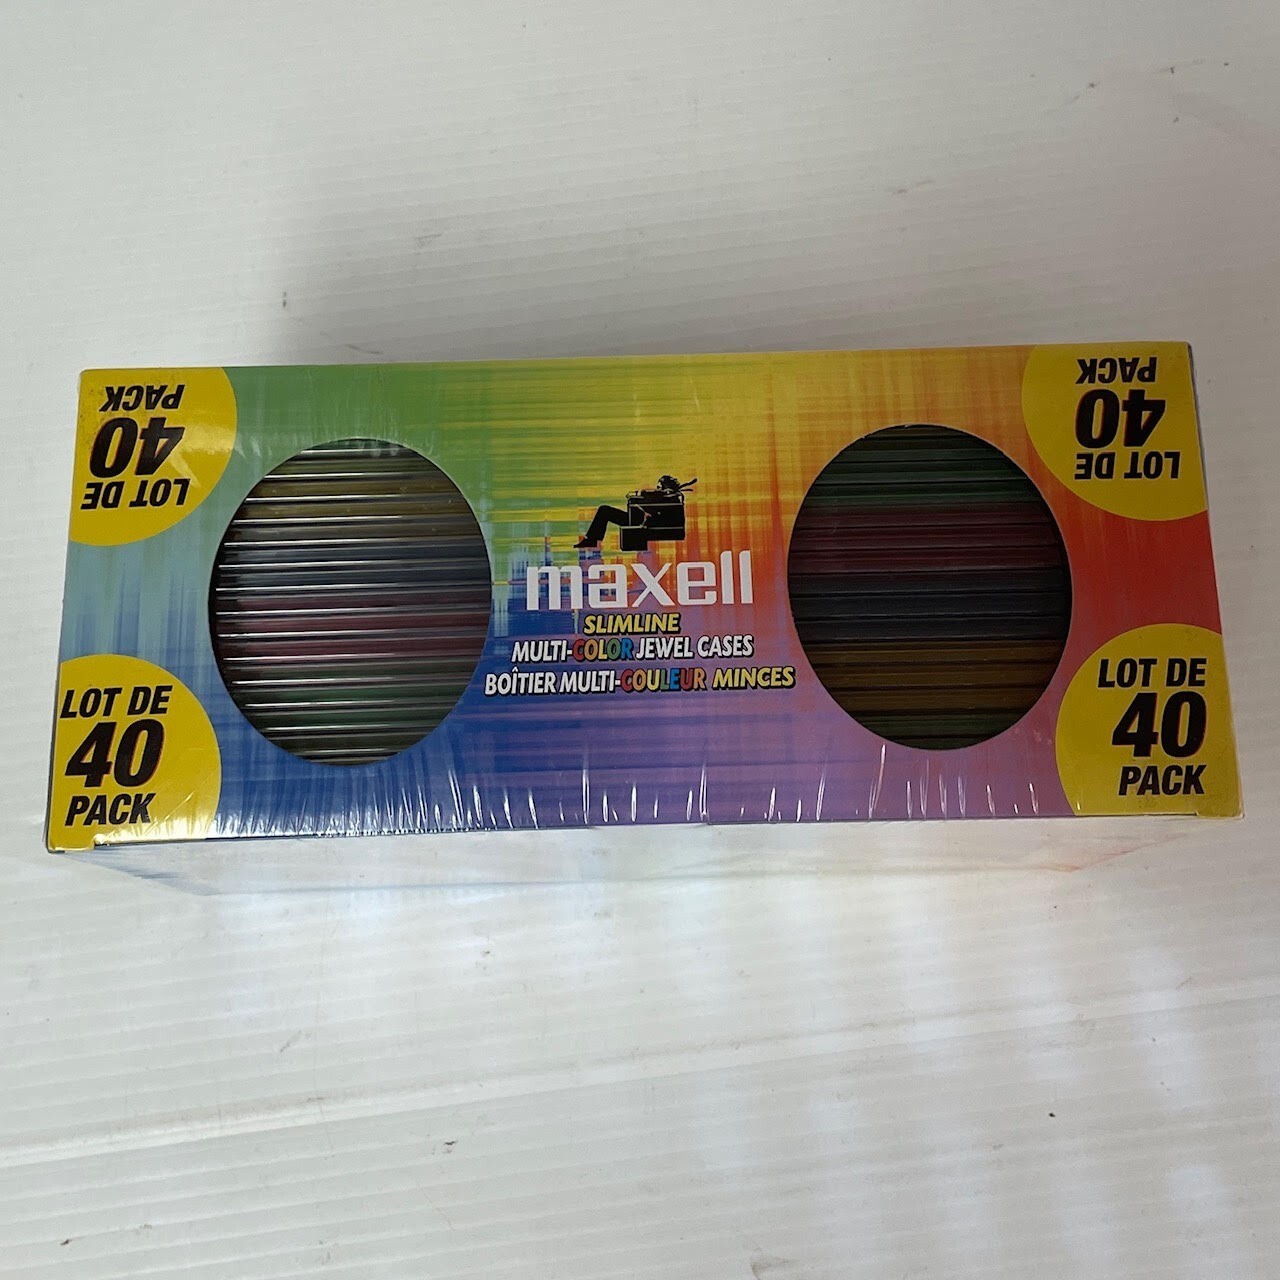 PACK
40
LOT DE
PACK
40
LOT DE
maxell
SLIMLINE
MULTI-COLOR JEWEL CASES
BOÎTIER MULTI-COULEUR MINCES
LOT DE
40
PACK
LOT DE
40
PACK